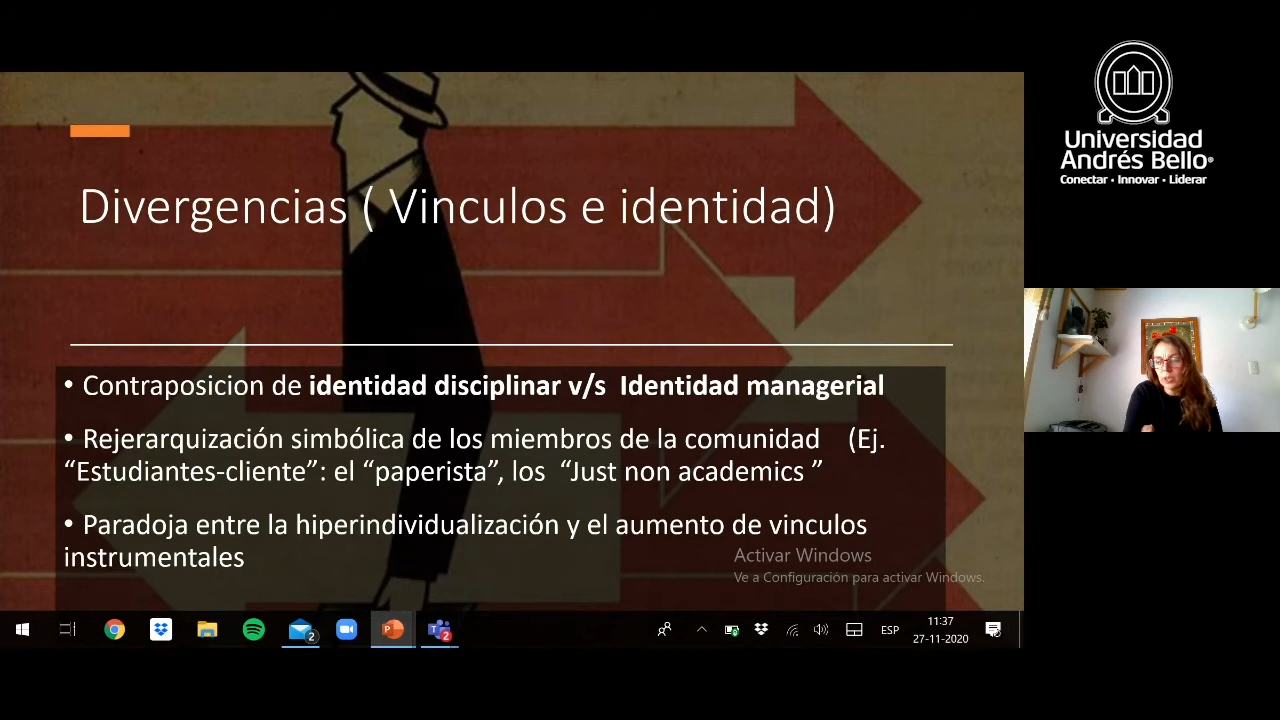 Divergencias ( Vinculos e identidad)
• Contraposicion de identidad disciplinar v/s Identidad managerial
• Rejerarquización simbólica de los miembros de la comunidad (Ej.
“Estudiantes-cliente”: el “paperista”, los “Just non academics ”
• Paradoja entre la hiperindividualización y el aumento de vinculos
instrumentales
Activar Windows
Ve a Configuración para activar Windows.
2
2
ESP
11:37
27-11-2020
Universidad
Andrés Bello®
Conectar • Innovar • Liderar